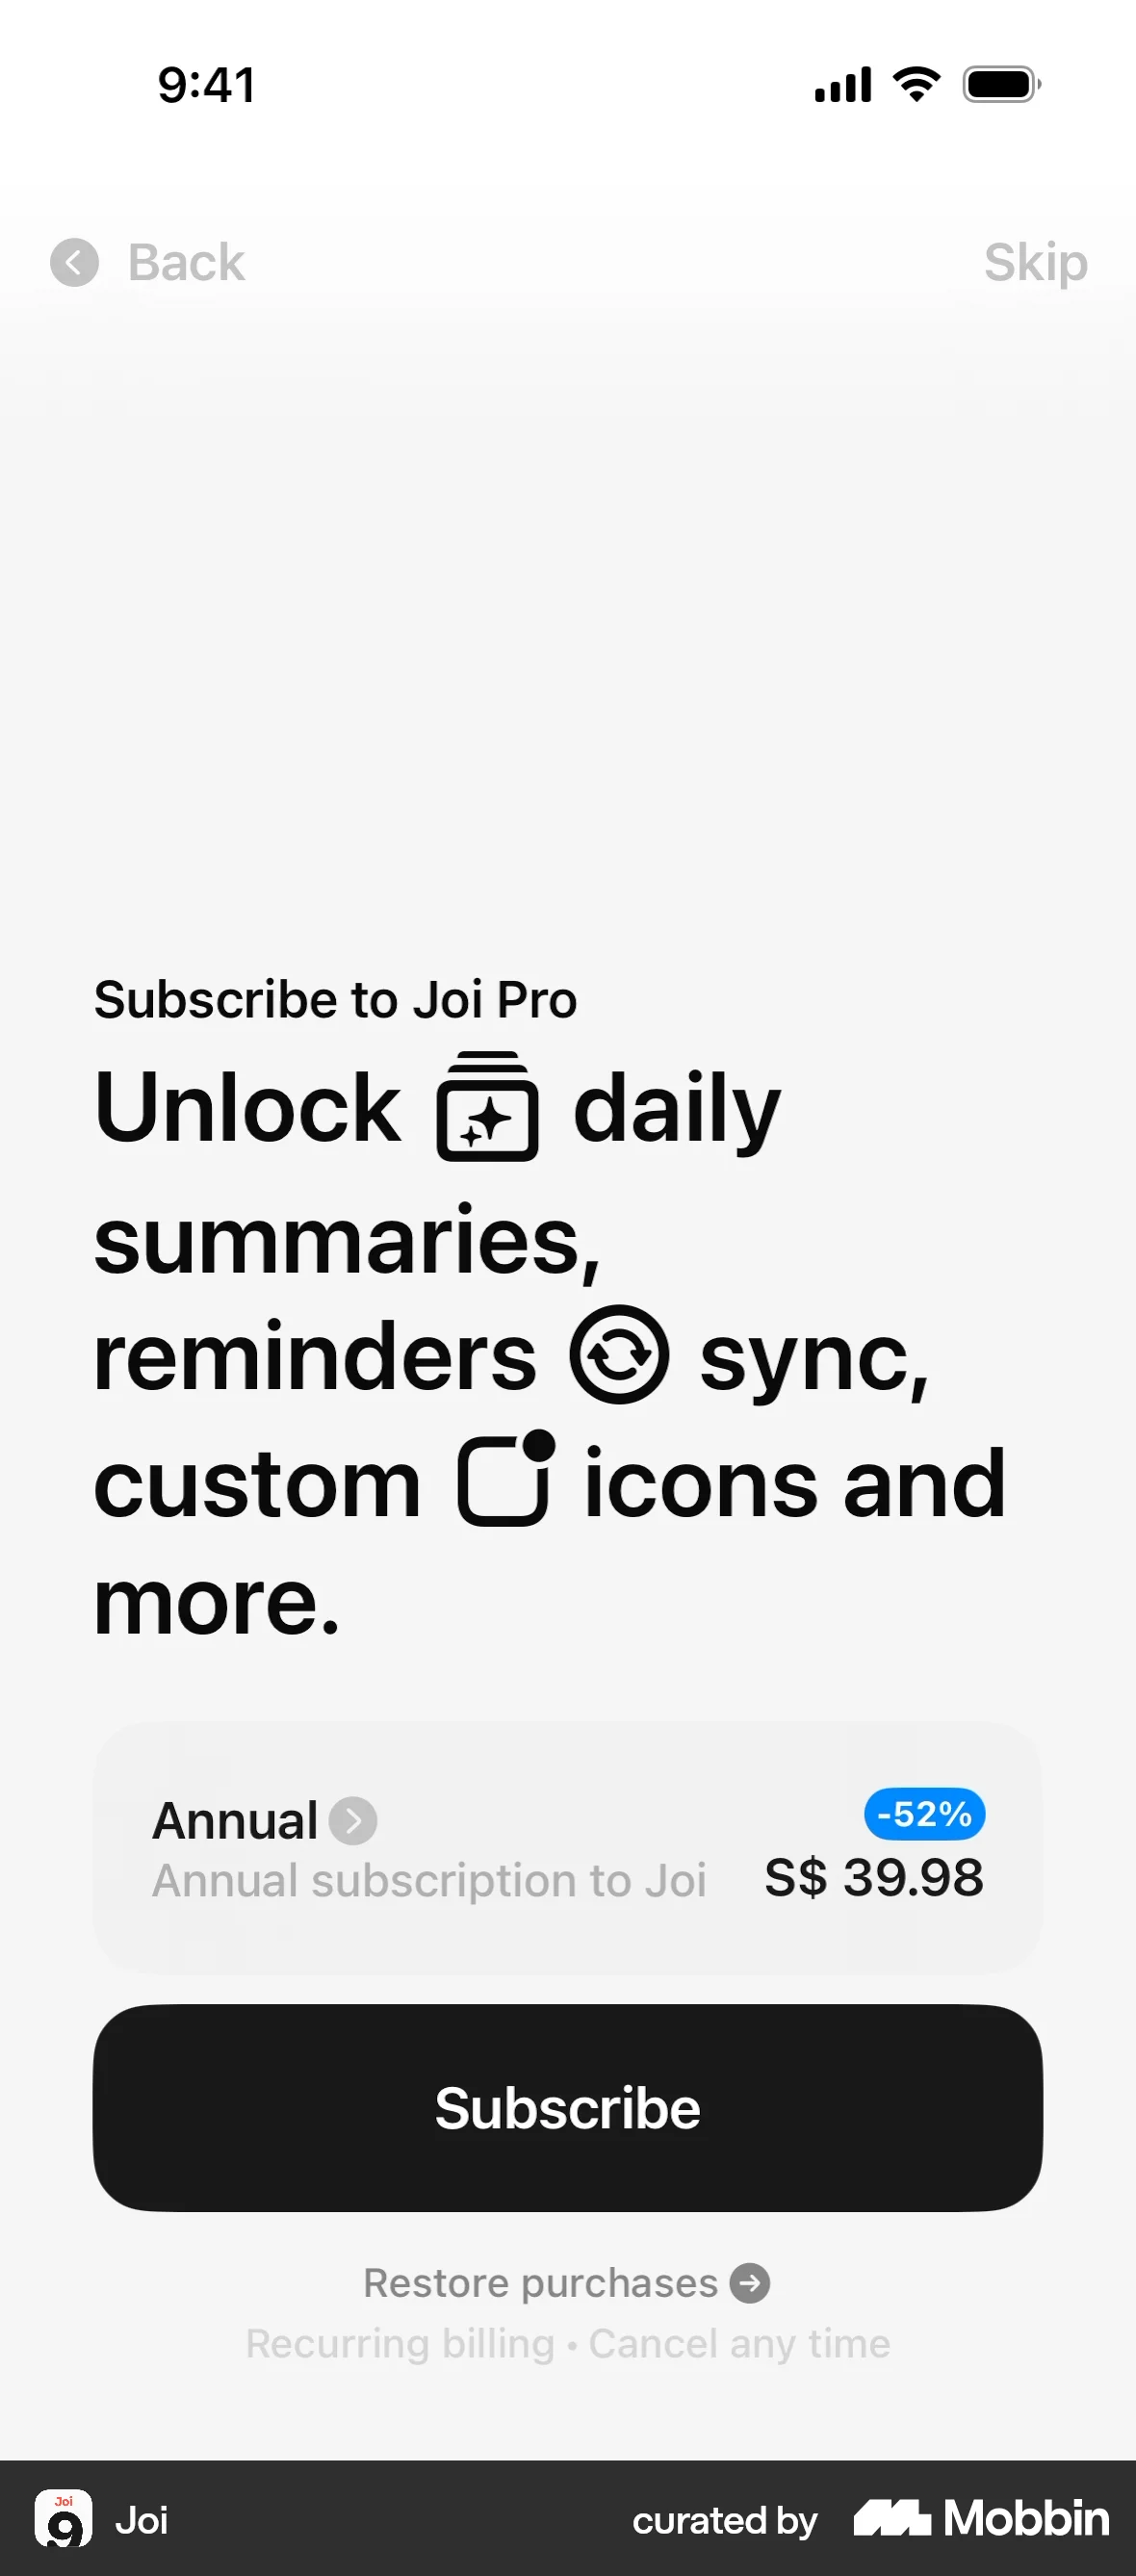 9:41
Back
Skip
Subscribe to Joi Pro
Unlock daily
summaries,
reminders sync,
custom icons and
more.
Annual
-52%
Annual subscription to Joi
S$ 39.98
Subscribe
Restore purchases
Recurring billing • Cancel any time
Joi
9
Joi
curated by
Mobbin